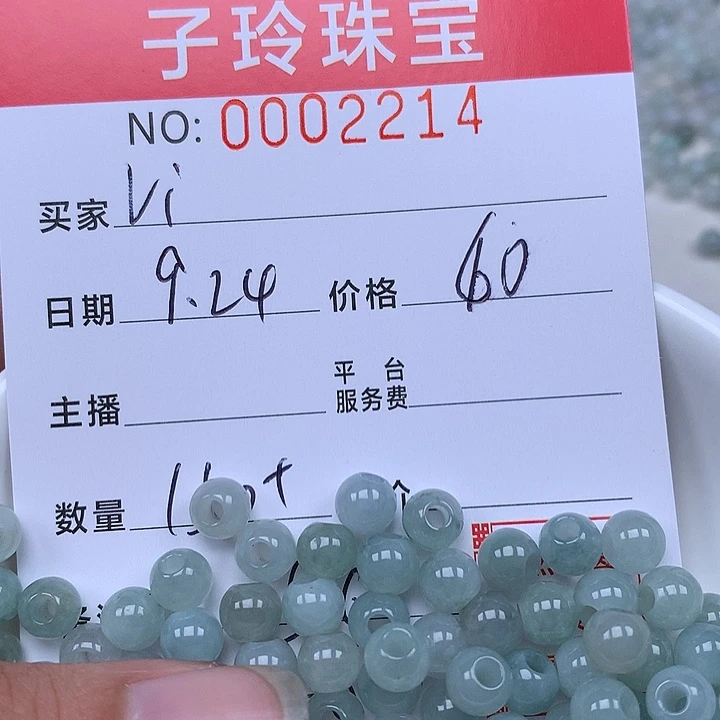 子玲珠宝
NO: 0002214
买家 Vi
日期 9.24 价格 60
主播 平台服务费
数量